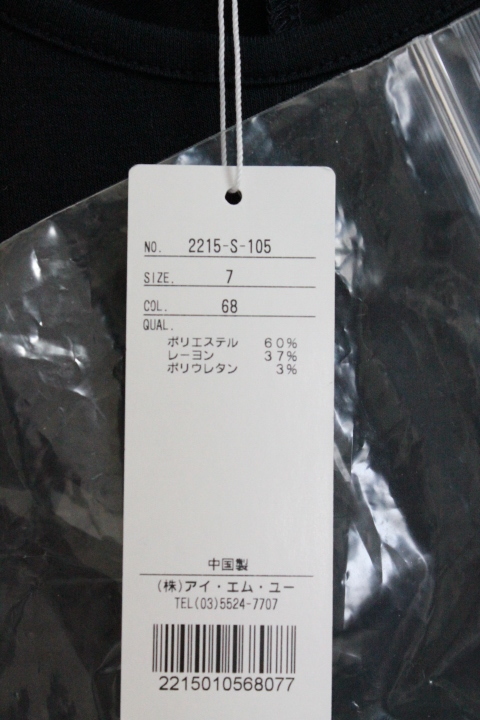 NO. 2215-S-105
SIZE. 7
COL. 68
QUAL.
ポリエステル 60%
レーヨン 37%
ポリウレタン 3%
中国製
(株)アイ・エム・ユー
TEL(03)5524-7707
2215010568077